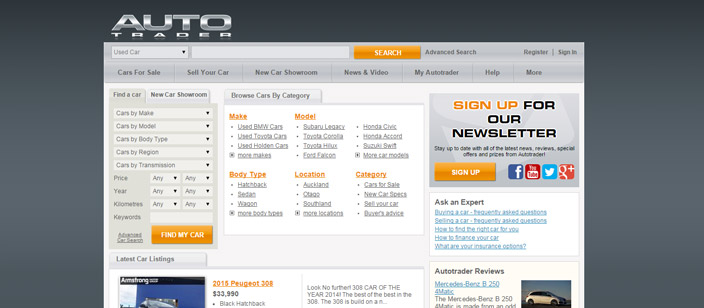 AUTO
TRADER
Used Car
SEARCH
Advanced Search
Register | Sign In
Cars For Sale
Sell Your Car
New Car Showroom
News & Video
My Autotrader
Help
More
Find a car
New Car Showroom
Cars by Make
Cars by Model
Cars by Body Type
Cars by Region
Cars by Transmission
Price Any Any
Year Any Any
Kilometres Any Any
Keywords
Advanced
Car Search
FIND MY CAR
Browse Cars By Category
Make
Used BMW Cars
Used Toyota Cars
Used Holden Cars
more makes
Model
Subaru Legacy
Toyota Corolla
Toyota Hilux
Ford Falcon
Honda Civic
Honda Accord
Suzuki Swift
More car models
Body Type
Hatchback
Sedan
Wagon
more body types
Location
Auckland
Otago
Southland
more locations
Category
Cars for Sale
New Car Specs
Sell your car
Buyer's advice
SIGN UP FOR
OUR
NEWSLETTER
Stay up to date with all of the latest news, reviews, special
offers and prizes from Autotrader!
SIGN UP
You
Tube
Ask an Expert
Buying a car - frequently asked questions
Selling a car - frequently asked questions
How to find the right car for you
How to finance your car
What are your insurance options?
Latest Car Listings
Armstrong
2015 Peugeot 308
$33,990
Black Hatchback
Look No further!! 308 CAR OF THE
YEAR 2014! The best of the best in
the 308. The 308 is build on a n...
Autotrader Reviews
Mercedes-Benz B 250
4Matic
The Mercedes-Benz B 250
4Matic is made from an odd